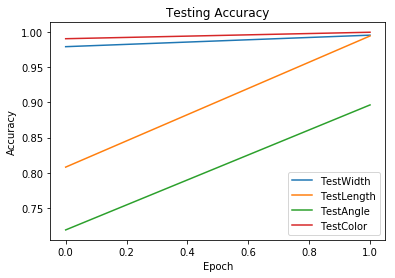 Testing Accuracy
1.00
0.95
0.90
0.85
0.80
0.75
Accuracy
0.0 0.2 0.4 0.6 0.8 1.0
Epoch
TestWidth
TestLength
TestAngle
TestColor